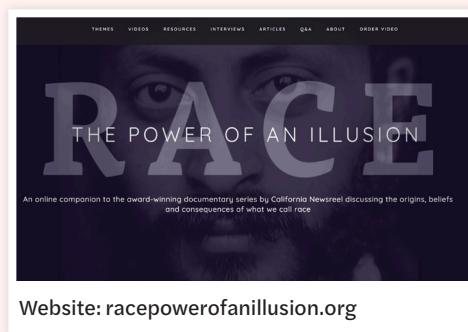 THEMES VIDEOS RESOURCES INTERVIEWS ARTICLES Q&A ABOUT ORDER VIDEO
RACE
THE POWER OF AN ILLUSION
An online companion to the award-winning documentary series by California Newsreel discussing the origins, beliefs
and consequences of what we call race
Website: racepowerofanillusion.org